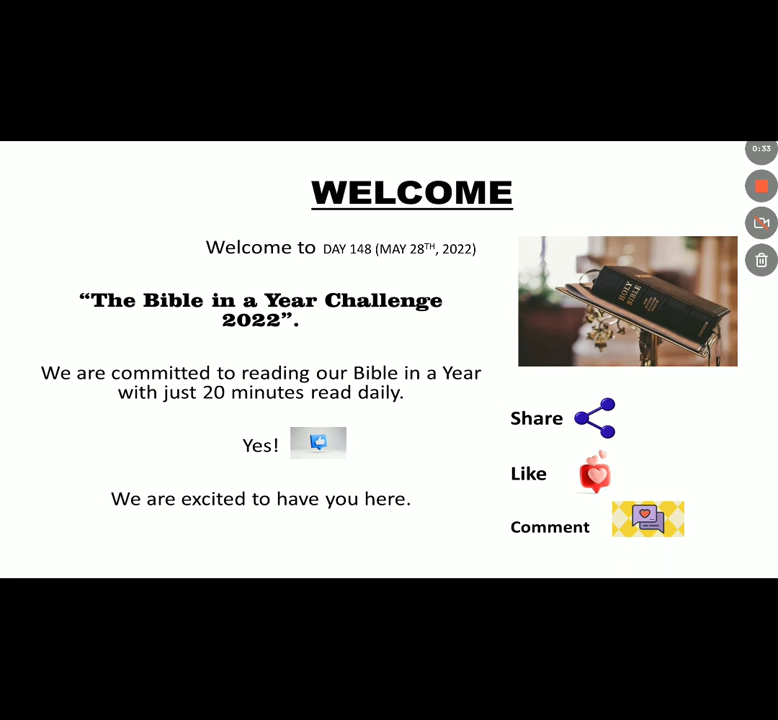 0:33
WELCOME
Welcome to DAY 148 (MAY 28TH, 2022)
“The Bible in a Year Challenge
2022”.
We are committed to reading our Bible in a Year
with just 20 minutes read daily.
Yes!
We are excited to have you here.
HOLY
BIBLE
Share
Like
Comment